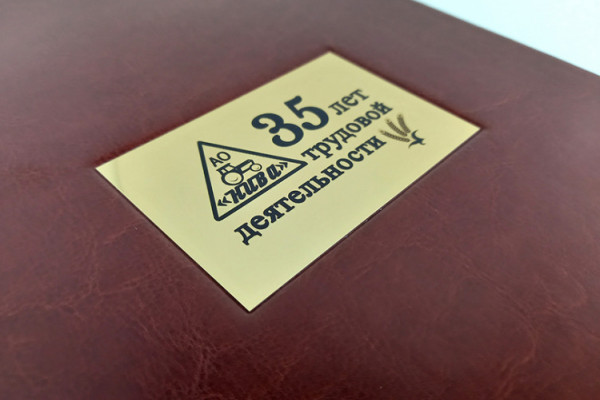 АО
«нива»
35 лет
трудовой
деятельности